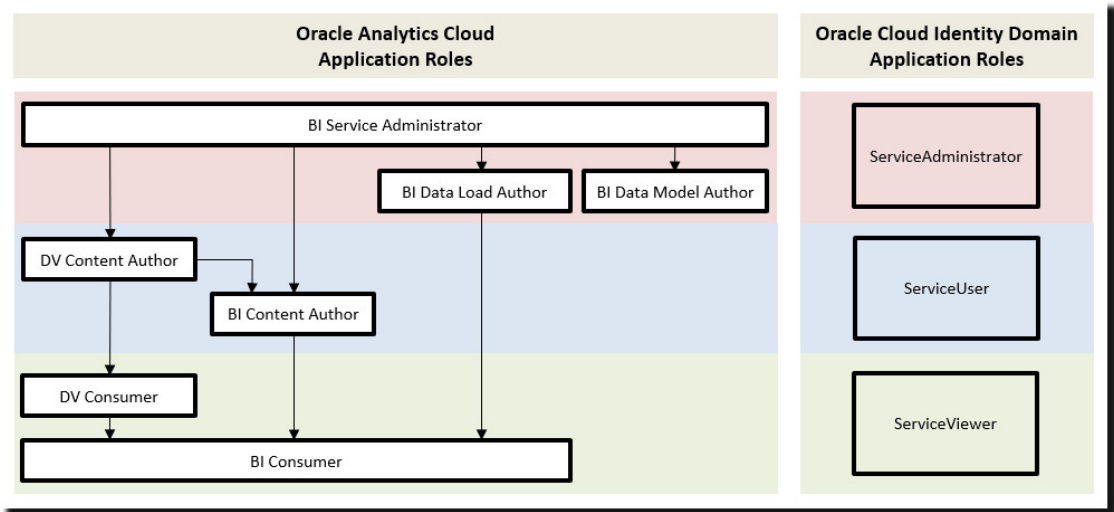 Oracle Analytics Cloud
Application Roles
Oracle Cloud Identity Domain
Application Roles
BI Service Administrator
ServiceAdministrator
BI Data Load Author
BI Data Model Author
DV Content Author
ServiceUser
BI Content Author
DV Consumer
ServiceViewer
BI Consumer